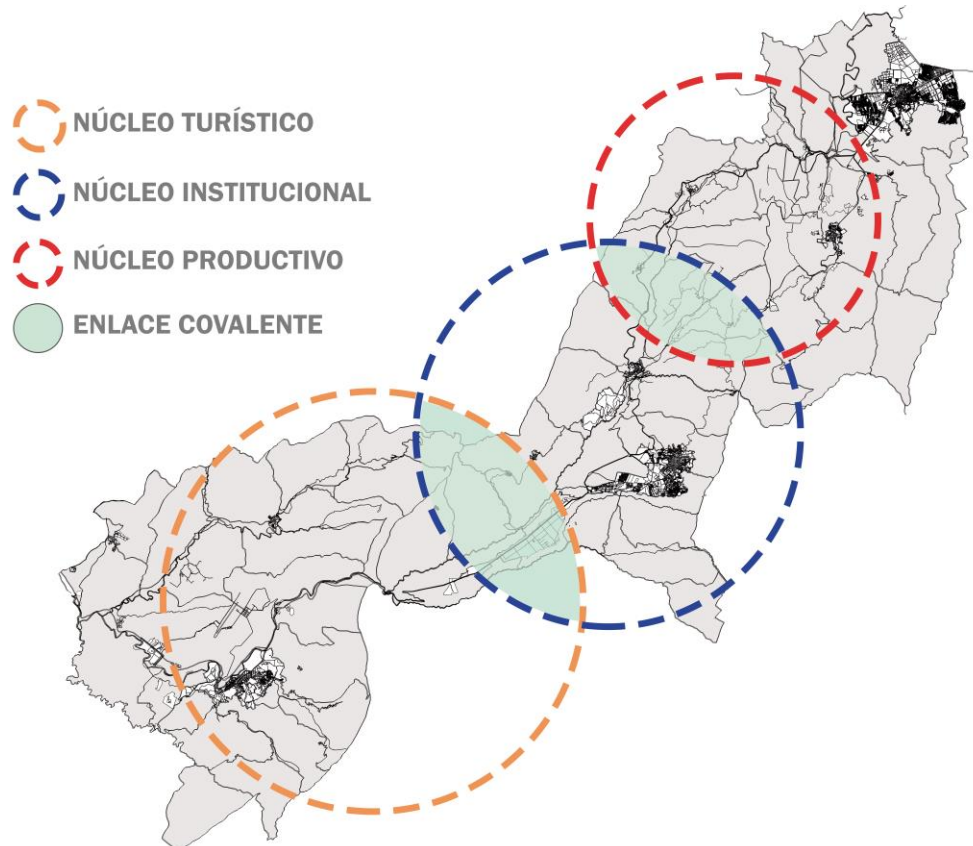 NÚCLEO TURÍSTICO
NÚCLEO INSTITUCIONAL
NÚCLEO PRODUCTIVO
ENLACE COVALENTE